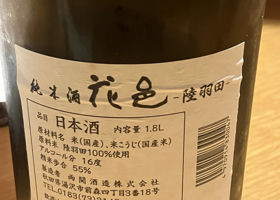 純米酒 花邑 -陸羽田-
品目 日本酒 内容量 1.8L
原材料名 米(国産)、米こうじ(国産米)
原料米 陸羽田100%使用
アルコール分 16度
精米歩合 55%
製造者 両関酒造株式会社
秋田県湯沢市前森四丁目3番18号